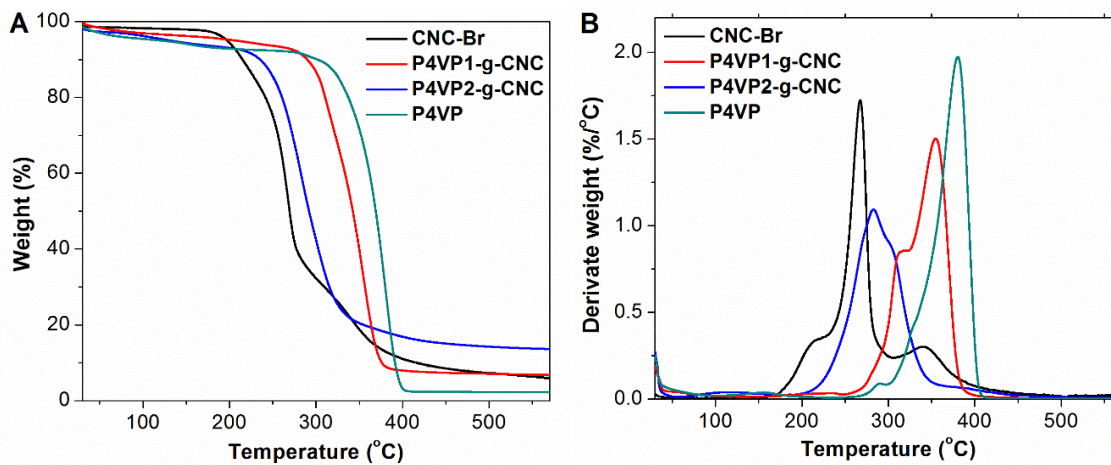 A
CNC-Br
P4VP1-g-CNC
P4VP2-g-CNC
P4VP
Weight (%)
100
80
60
40
20
0
100
200
300
400
500
Temperature (°C)
B
CNC-Br
P4VP1-g-CNC
P4VP2-g-CNC
P4VP
Derivate weight (%/°C)
2.0
1.5
1.0
0.5
0.0
100
200
300
400
500
Temperature (°C)